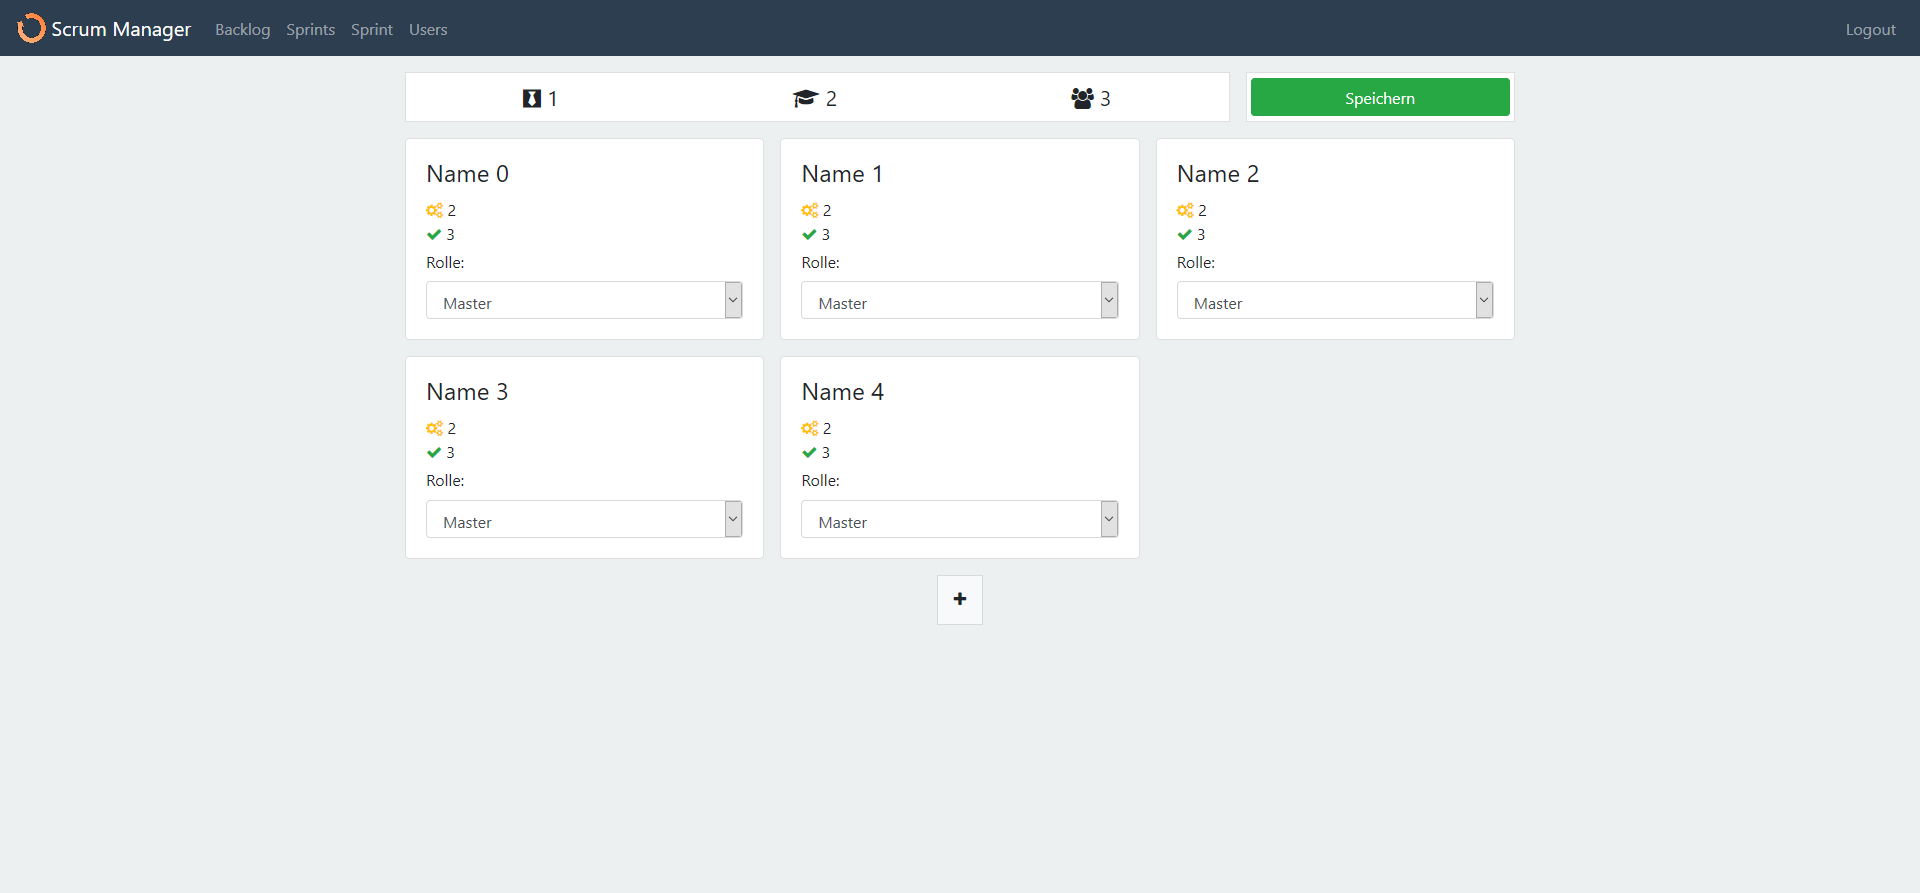 Scrum Manager Backlog Sprints Sprint Users Logout
1 2 3 Speichern
Name 0
2
3
Rolle:
Master
Name 1
2
3
Rolle:
Master
Name 2
2
3
Rolle:
Master
Name 3
2
3
Rolle:
Master
Name 4
2
3
Rolle:
Master